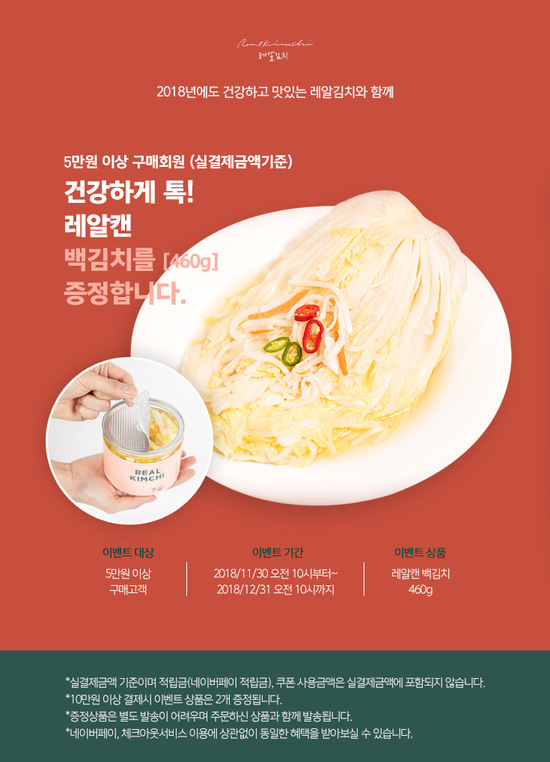 Real Kimchi
레알김치
2018년에도 건강하고 맛있는 레알김치와 함께
5만원 이상 구매회원 (실결제금액기준)
건강하게 톡!
레알캔
백김치를 [460g]
증정합니다.
REAL
KIMCHI
이벤트 대상
5만원 이상
구매고객
이벤트 기간
2018/11/30 오전 10시부터~
2018/12/31 오전 10시까지
이벤트 상품
레알캔 백김치
460g
*실결제금액 기준이며 적립금(네이버페이 적립금), 쿠폰 사용금액은 실결제금액에 포함되지 않습니다.
*10만원 이상 결제시 이벤트 상품은 2개 증정됩니다.
*증정상품은 별도 발송이 어려우며 주문하신 상품과 함께 발송됩니다.
*네이버페이, 체크아웃서비스 이용에 상관없이 동일한 혜택을 받아보실 수 있습니다.